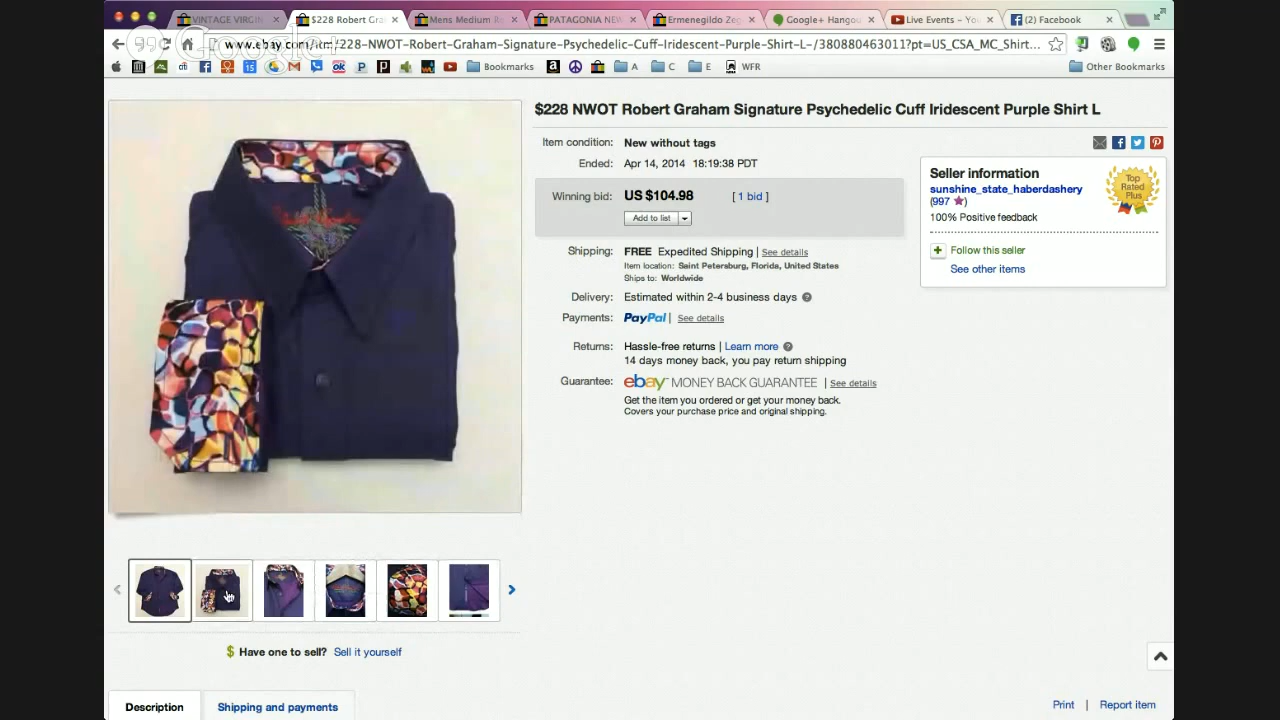 VINTAGE VIRGIN
$228 Robert Gra
Mens Medium R
PATAGONIA NEW
Ermenegildo Zeg
Google+ Hangou
Live Events – Yo
(2) Facebook
Google+
www.ebay.com/itm/228-NWOT-Robert-Graham-Signature-Psychedelic-Cuff-Iridescent-Purple-Shirt-L-/380880463011?pt=US_CSA_MC_Shirt...
Bookmarks
A
C
E
WFR
Other Bookmarks
$228 NWOT Robert Graham Signature Psychedelic Cuff Iridescent Purple Shirt L
Item condition: New without tags
Ended: Apr 14, 2014 18:19:38 PDT
Winning bid: US $104.98 [ 1 bid ]
Add to list
Shipping: FREE Expedited Shipping | See details
Item location: Saint Petersburg, Florida, United States
Ships to: Worldwide
Delivery: Estimated within 2-4 business days
Payments: PayPal | See details
Returns: Hassle-free returns | Learn more
14 days money back, you pay return shipping
Guarantee: ebay MONEY BACK GUARANTEE | See details
Get the item you ordered or get your money back.
Covers your purchase price and original shipping.
Seller information
sunshine_state_haberdashery
(997 ★)
100% Positive feedback
Top
Rated
Plus
+ Follow this seller
See other items
$ Have one to sell? Sell it yourself
Description
Shipping and payments
Print | Report item